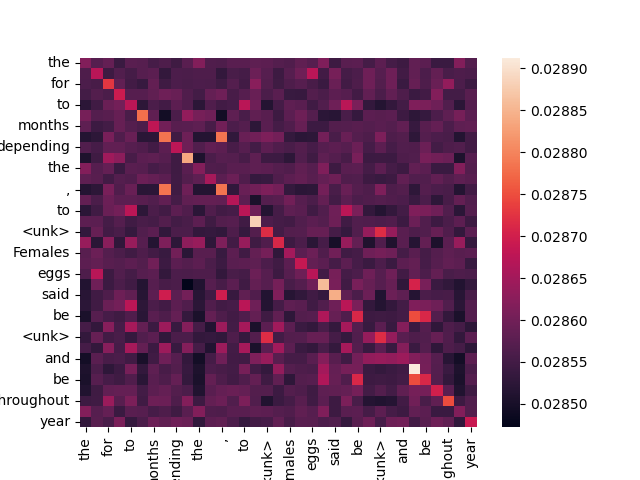 the
for
to
months
depending
the
,
to
<unk>
Females
eggs
said
be
<unk>
and
be
hroughout
year
0.02890
0.02885
0.02880
0.02875
0.02870
0.02865
0.02860
0.02855
0.02850
the
for
to
onths
ending
the
,
to
:unk>
males
eggs
said
be
:unk>
and
be
ghout
year